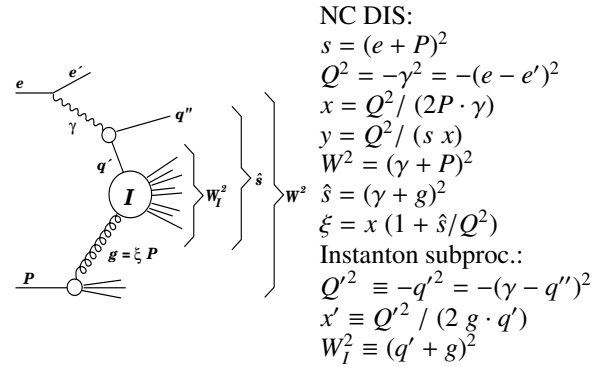 e
e´
γ
q''
q´
I
W_I^2
ŝ
W^2
g = ξ P
P
NC DIS:
s = (e + P)^2
Q^2 = −γ^2 = −(e − e′)^2
x = Q^2/ (2P · γ)
y = Q^2/ (s x)
W^2 = (γ + P)^2
ŝ = (γ + g)^2
ξ = x (1 + ŝ/Q^2)
Instanton subproc.:
Q′^2 ≡ −q′^2 = −(γ − q′′)^2
x′ ≡ Q′^2 / (2 g · q′)
W_I^2 ≡ (q′ + g)^2